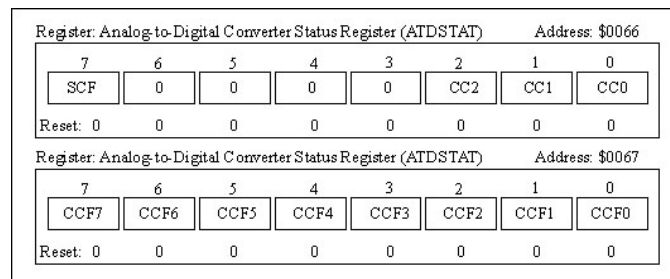 Register: Analog-to-Digital Converter Status Register (ATDSTAT) Address: $0066
7 6 5 4 3 2 1 0
SCF 0 0 0 0 CC2 CC1 CC0
Reset: 0 0 0 0 0 0 0 0
Register: Analog-to-Digital Converter Status Register (ATDSTAT) Address: $0067
7 6 5 4 3 2 1 0
CCF7 CCF6 CCF5 CCF4 CCF3 CCF2 CCF1 CCF0
Reset: 0 0 0 0 0 0 0 0